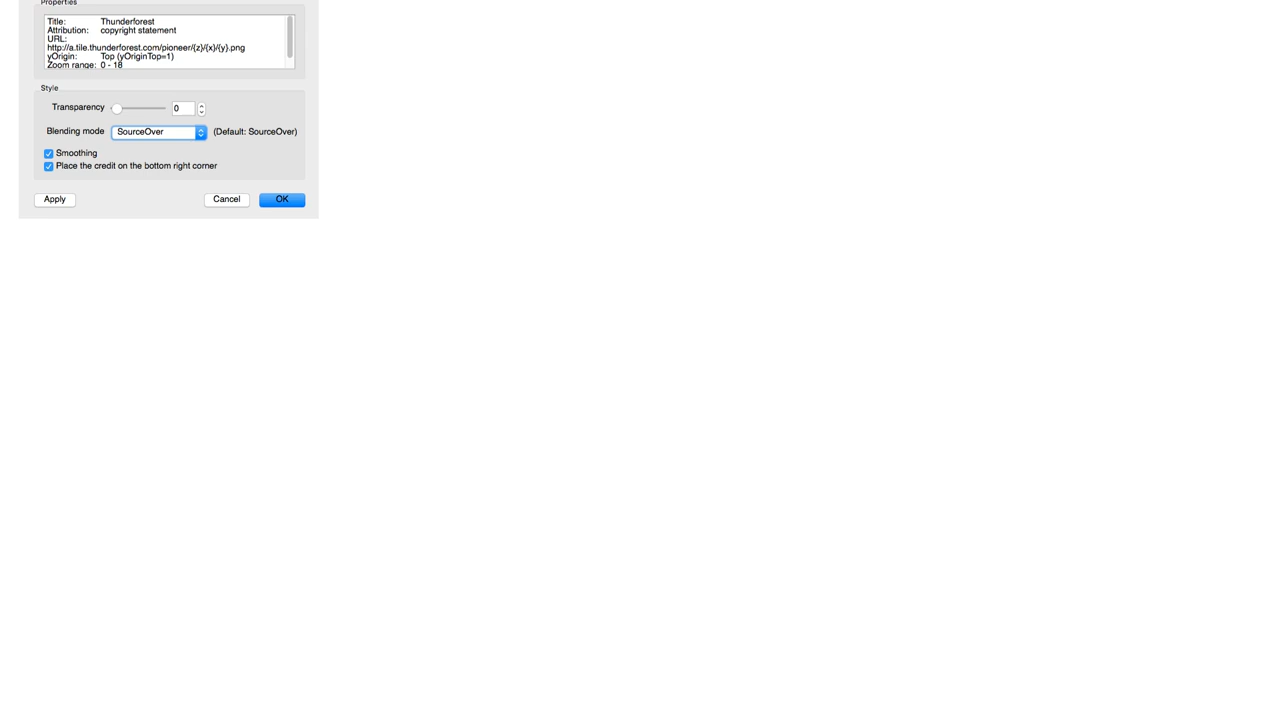 Properties
Title: Thunderforest
Attribution: copyright statement
URL:
http://a.tile.thunderforest.com/pioneer/{z}/{x}/{y}.png
yOrigin: Top (yOriginTop=1)
Zoom range: 0 - 18
Style
Transparency 0
Blending mode SourceOver (Default: SourceOver)
Smoothing
Place the credit on the bottom right corner
Apply Cancel OK